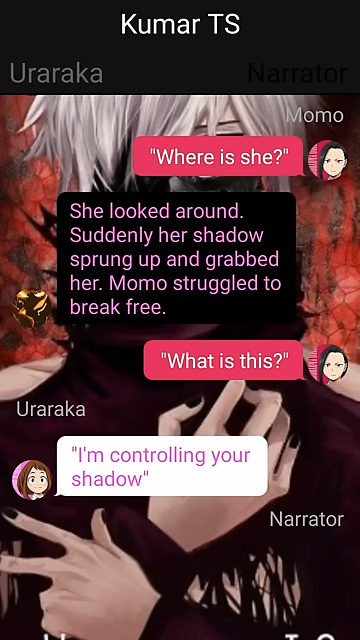 Kumar TS
Uraraka
Narrator
Momo
"Where is she?"
She looked around.
Suddenly her shadow
sprung up and grabbed
her. Momo struggled to
break free.
"What is this?"
Uraraka
"I'm controlling your
shadow"
Narrator